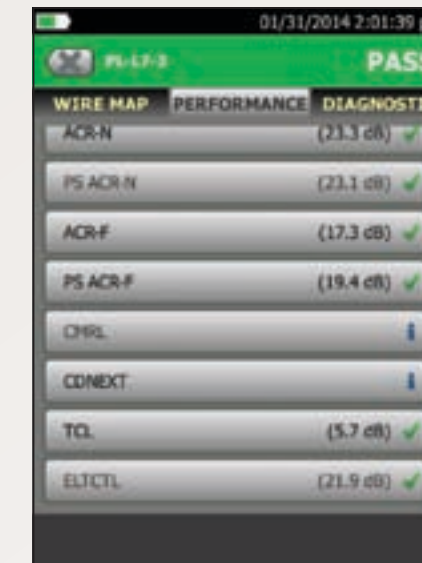 01/31/2014 2:01:39 p
PL-L7-3
PASS
WIRE MAP PERFORMANCE DIAGNOSTI
ACR-N (23.3 dB)
PS ACR-N (23.1 dB)
ACR-F (17.3 dB)
PS ACR-F (19.4 dB)
CMRL i
CDNEXT i
TCL (5.7 dB)
ELTCTL (21.9 dB)